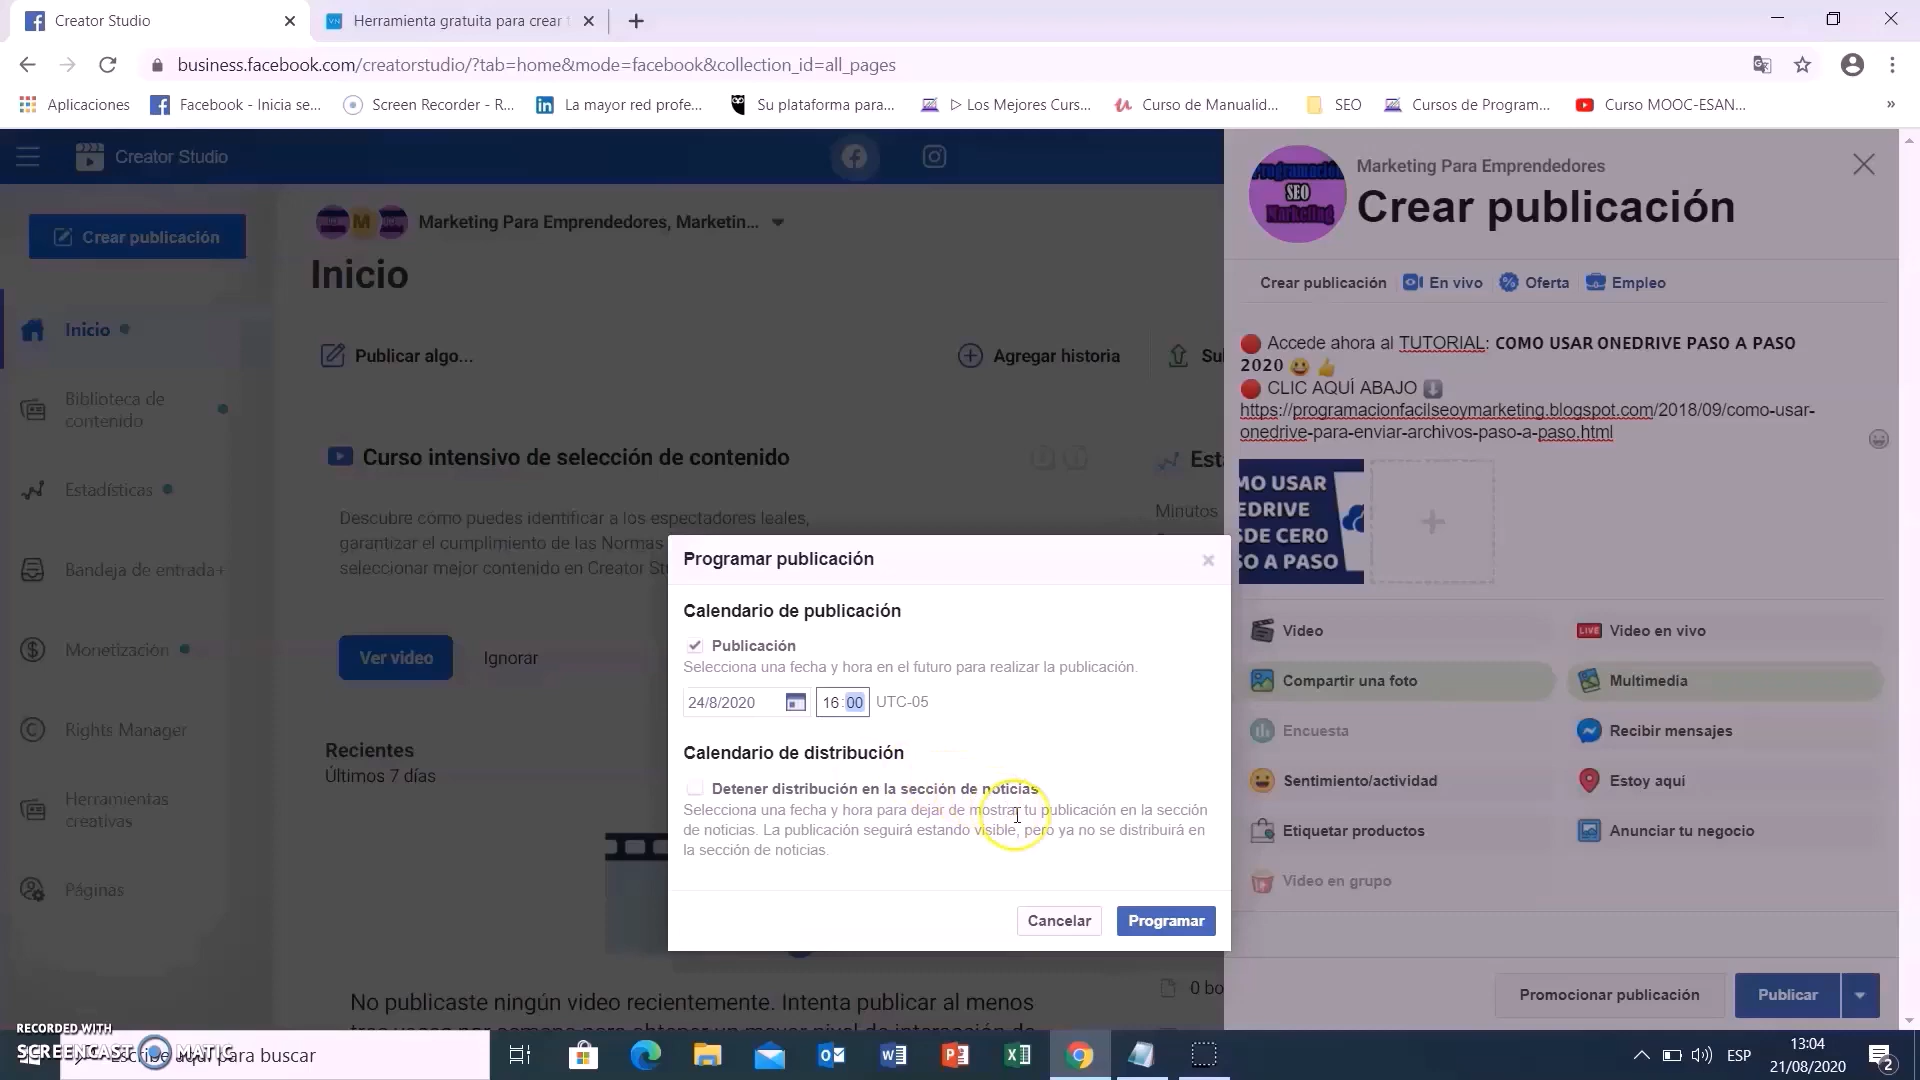 Creator Studio
Herramienta gratuita para crear
business.facebook.com/creatorstudio/?tab=home&mode=facebook&collection_id=all_pages
Aplicaciones
Facebook - Inicia se...
Screen Recorder - R...
La mayor red profe...
Su plataforma para...
▷ Los Mejores Curs...
Curso de Manualid...
SEO
Cursos de Program...
Curso MOOC-ESAN...
»
Creator Studio
Crear publicación
Inicio
Biblioteca de
contenido
Estadísticas
Bandeja de entrada+
Monetización
Rights Manager
Herramientas
creativas
Páginas
M
Marketing Para Emprendedores, Marketin...
Inicio
Publicar algo...
Agregar historia
Curso intensivo de selección de contenido
Descubre cómo puedes identificar a los espectadores leales,
garantizar el cumplimiento de las Normas
seleccionar mejor contenido en Creator
Ver video
Ignorar
Minutos
Recientes
Últimos 7 días
No publicaste ningún video recientemente. Intenta publicar al menos
Programar publicación
Calendario de publicación
Publicación
Selecciona una fecha y hora en el futuro para realizar la publicación.
24/8/2020
16:00
UTC-05
Calendario de distribución
Detener distribución en la sección de noticias
Selecciona una fecha y hora para dejar de mostrar tu publicación en la sección
de noticias. La publicación seguirá estando visible, pero ya no se distribuirá en
la sección de noticias.
Cancelar
Programar
Programación
SEO
Marketing
Marketing Para Emprendedores
Crear publicación
Crear publicación
En vivo
Oferta
Empleo
🔴 Accede ahora al TUTORIAL: COMO USAR ONEDRIVE PASO A PASO
2020 😀 👍
🔴 CLIC AQUÍ ABAJO ⬇
https://programacionfacilseoymarketing.blogspot.com/2018/09/como-usar-
onedrive-para-enviar-archivos-paso-a-paso.html
MO USAR
EDRIVE
SDE CERO
SO A PASO
Video
LIVE
Video en vivo
Compartir una foto
Multimedia
Encuesta
Recibir mensajes
Sentimiento/actividad
Estoy aquí
Etiquetar productos
Anunciar tu negocio
Video en grupo
Promocionar publicación
Publicar
RECORDED WITH
SCREENCAST MATIC
Escribe aquí para buscar
ESP
13:04
21/08/2020
2